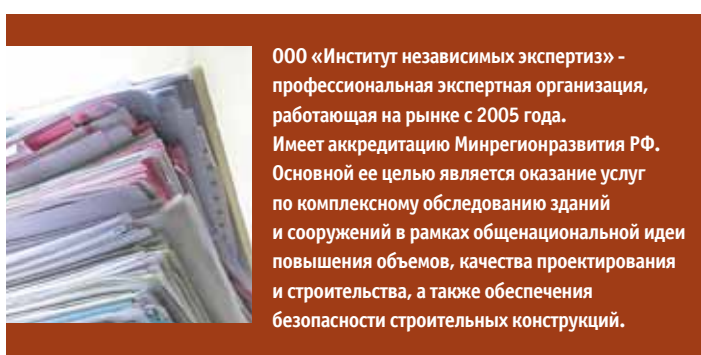 ООО «Институт независимых экспертиз» -
профессиональная экспертная организация,
работающая на рынке с 2005 года.
Имеет аккредитацию Минрегионразвития РФ.
Основной ее целью является оказание услуг
по комплексному обследованию зданий
и сооружений в рамках общенациональной идеи
повышения объемов, качества проектирования
и строительства, а также обеспечения
безопасности строительных конструкций.